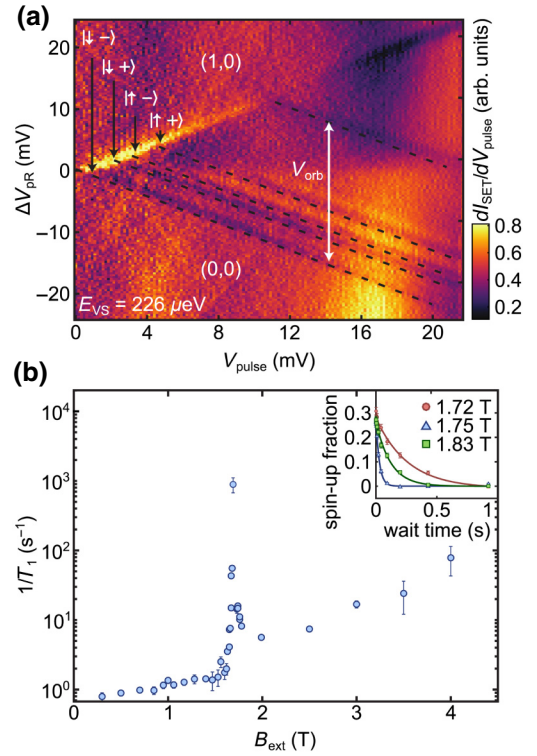 (a)
|↓ −⟩
|↓ +⟩
|↑ −⟩
|↑ +⟩
(1,0)
(0,0)
V_orb
E_VS = 226 μeV
20
10
0
−10
−20
ΔV_pR (mV)
0 4 8 12 16 20
V_pulse (mV)
dI_SET/dV_pulse (arb. units)
0.8
0.6
0.4
0.2
(b)
10^4
10^3
10^2
10^1
10^0
1/T_1 (s^−1)
0 1 2 3 4
B_ext (T)
spin-up fraction
0.3
0.2
0.1
0
0 0.5 1
wait time (s)
1.72 T
1.75 T
1.83 T